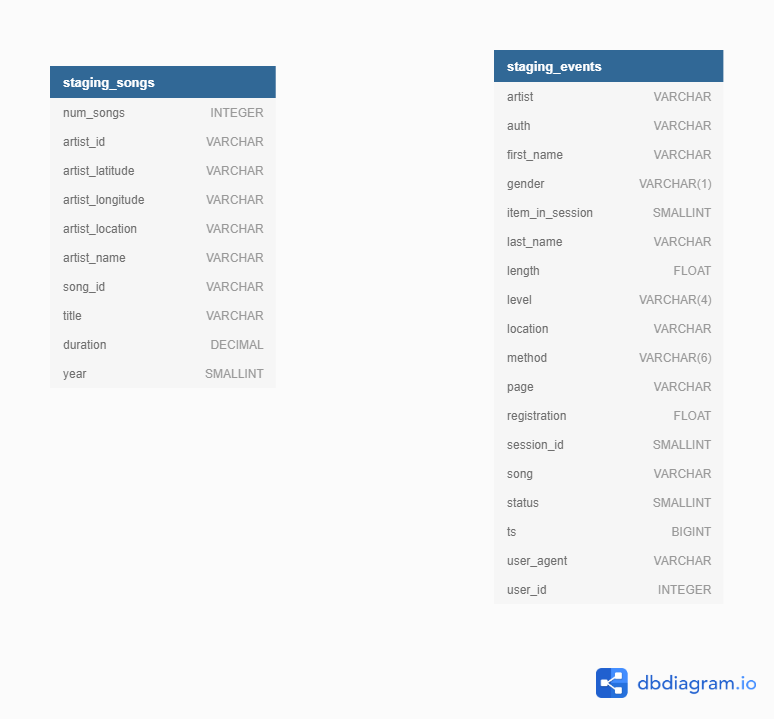 staging_songs
num_songs INTEGER
artist_id VARCHAR
artist_latitude VARCHAR
artist_longitude VARCHAR
artist_location VARCHAR
artist_name VARCHAR
song_id VARCHAR
title VARCHAR
duration DECIMAL
year SMALLINT
staging_events
artist VARCHAR
auth VARCHAR
first_name VARCHAR
gender VARCHAR(1)
item_in_session SMALLINT
last_name VARCHAR
length FLOAT
level VARCHAR(4)
location VARCHAR
method VARCHAR(6)
page VARCHAR
registration FLOAT
session_id SMALLINT
song VARCHAR
status SMALLINT
ts BIGINT
user_agent VARCHAR
user_id INTEGER
dbdiagram.io